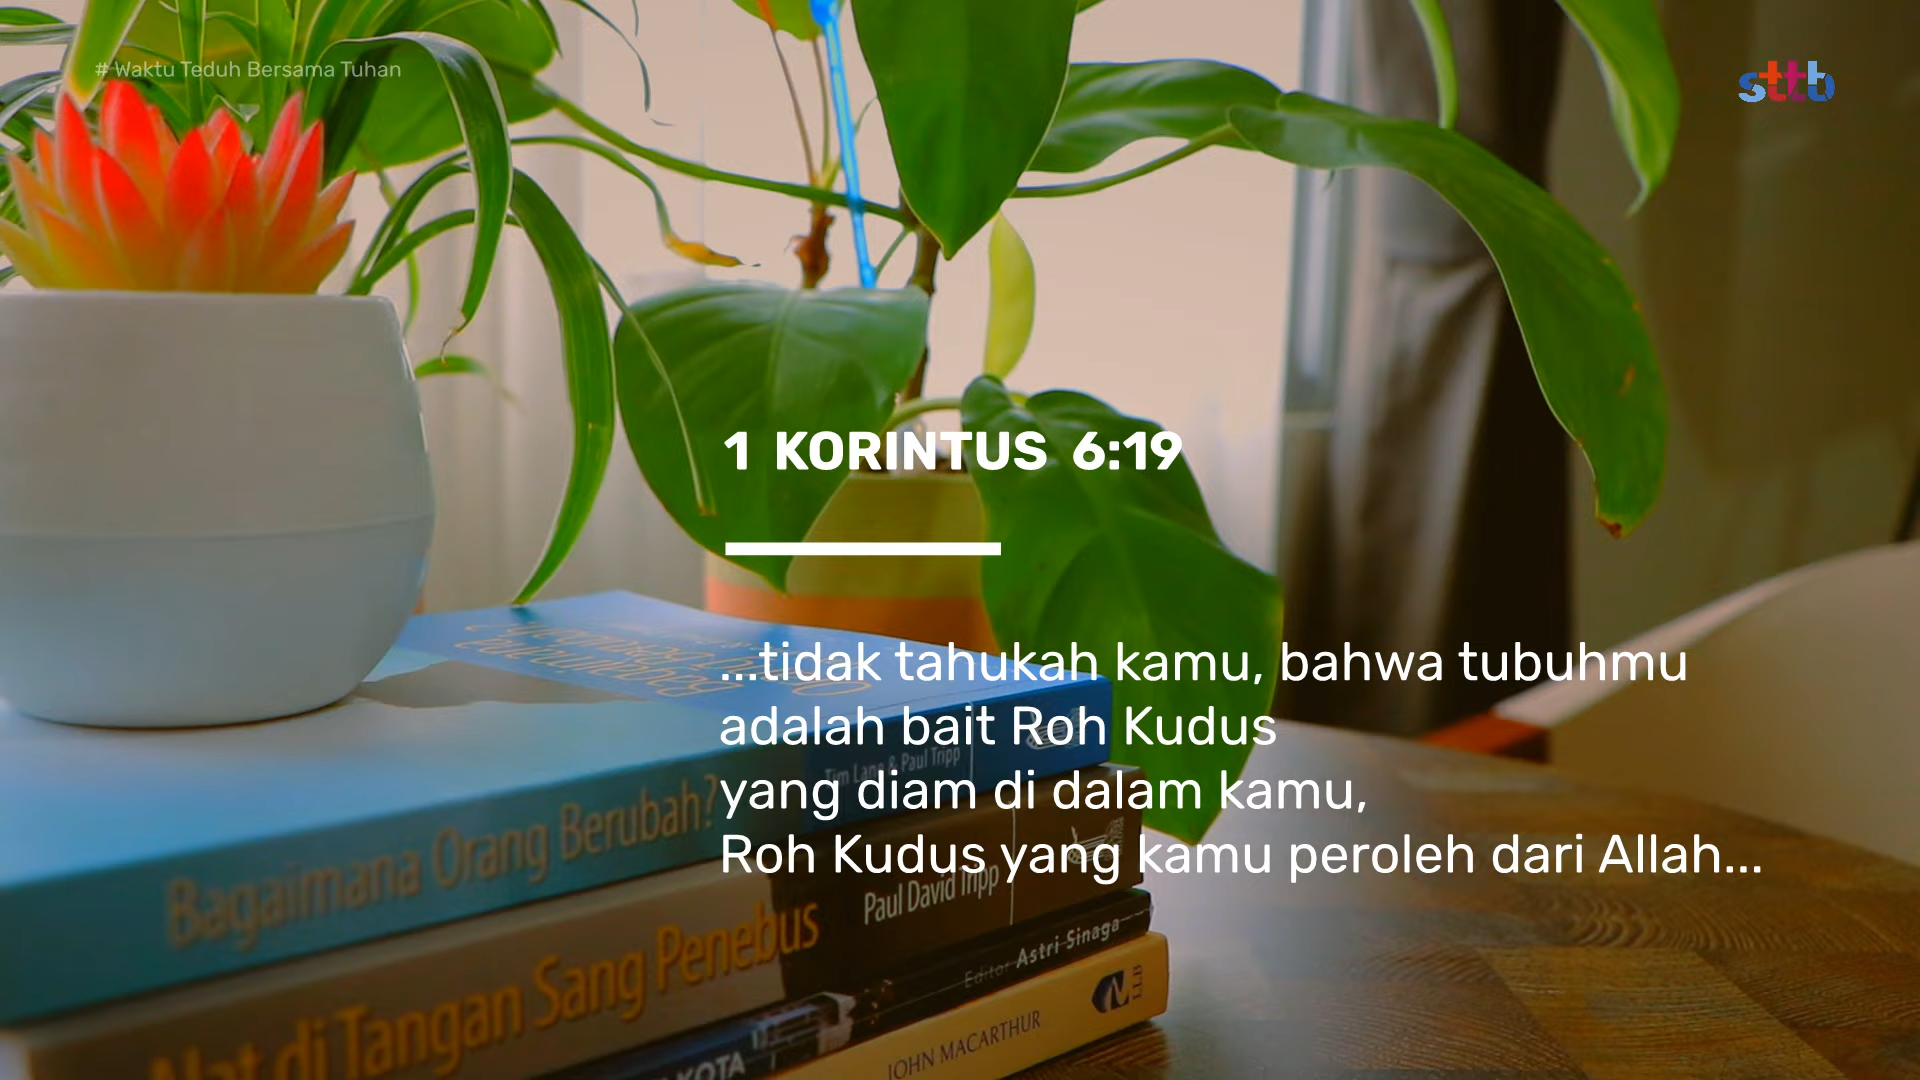 # Waktu Teduh Bersama Tuhan
sttb
1 KORINTUS 6:19
...tidak tahukah kamu, bahwa tubuhmu
adalah bait Roh Kudus
yang diam di dalam kamu,
Roh Kudus yang kamu peroleh dari Allah...
Tim Lane & Paul Tripp
Bagaimana Orang Berubah?
Paul David Tripp
Alat di Tangan Sang Penebus
Editor Astri Sinaga
KOTA
LLB
JOHN MACARTHUR